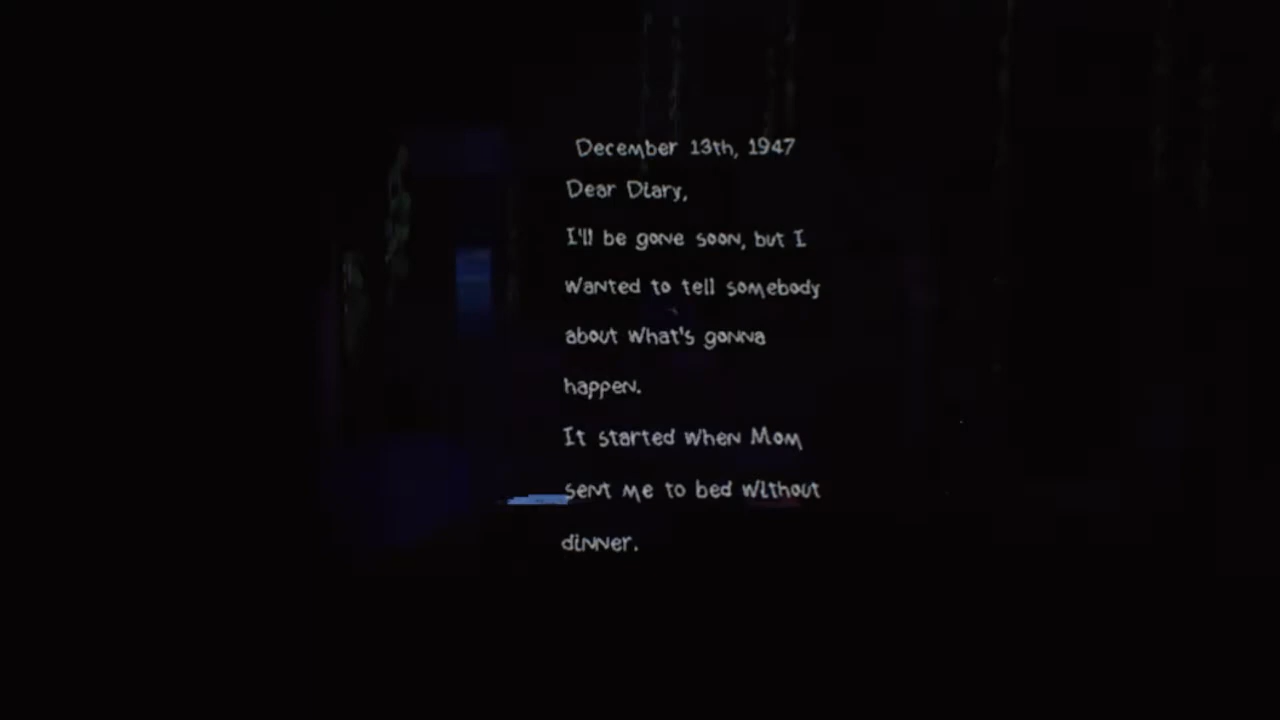 December 13th, 1947
Dear Diary,
I'll be gone soon, but I
wanted to tell somebody
about what's gonna
happen.
It started when Mom
sent me to bed without
dinner.